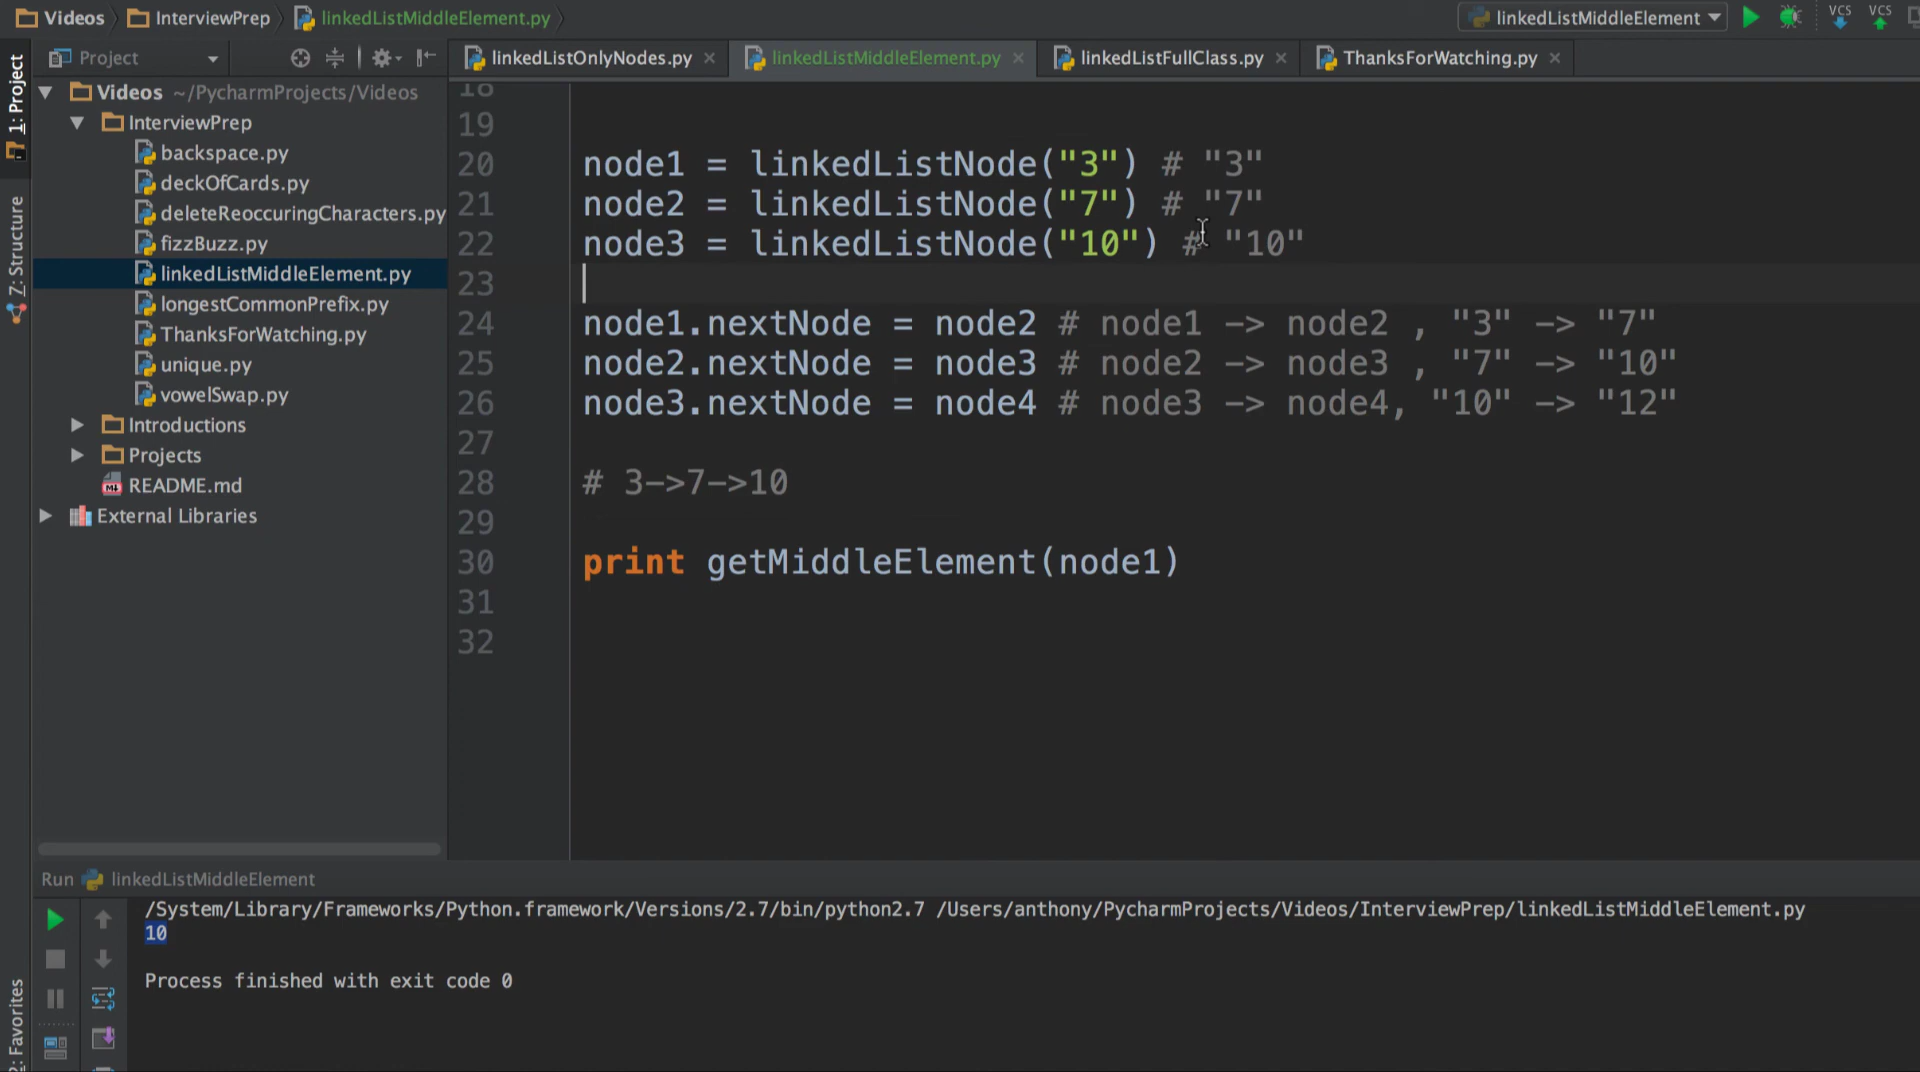 Videos InterviewPrep linkedListMiddleElement.py linkedListMiddleElement VCS VCS
1: Project
7: Structure
2: Favorites
Project
linkedListOnlyNodes.py linkedListMiddleElement.py linkedListFullClass.py ThanksForWatching.py
Videos ~/PycharmProjects/Videos
InterviewPrep
backspace.py
deckOfCards.py
deleteReoccuringCharacters.py
fizzBuzz.py
linkedListMiddleElement.py
longestCommonPrefix.py
ThanksForWatching.py
unique.py
vowelSwap.py
Introductions
Projects
README.md
External Libraries
18
19
20 node1 = linkedListNode("3") # "3"
21 node2 = linkedListNode("7") # "7"
22 node3 = linkedListNode("10") # "10"
23
24 node1.nextNode = node2 # node1 -> node2 , "3" -> "7"
25 node2.nextNode = node3 # node2 -> node3 , "7" -> "10"
26 node3.nextNode = node4 # node3 -> node4, "10" -> "12"
27
28 # 3->7->10
29
30 print getMiddleElement(node1)
31
32
Run linkedListMiddleElement
/System/Library/Frameworks/Python.framework/Versions/2.7/bin/python2.7 /Users/anthony/PycharmProjects/Videos/InterviewPrep/linkedListMiddleElement.py
10
Process finished with exit code 0